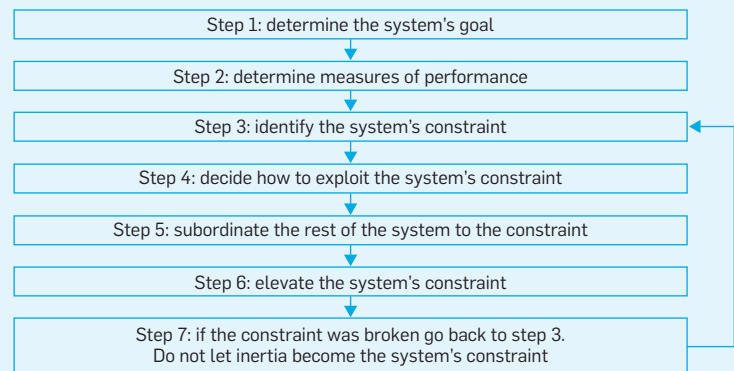 Step 1: determine the system's goal
Step 2: determine measures of performance
Step 3: identify the system's constraint
Step 4: decide how to exploit the system's constraint
Step 5: subordinate the rest of the system to the constraint
Step 6: elevate the system's constraint
Step 7: if the constraint was broken go back to step 3.
Do not let inertia become the system's constraint